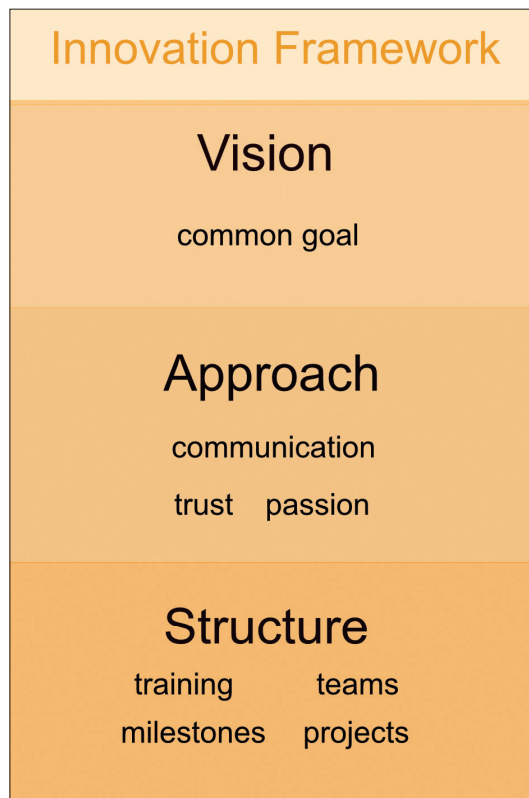 Innovation Framework
Vision
common goal
Approach
communication
trust passion
Structure
training teams
milestones projects